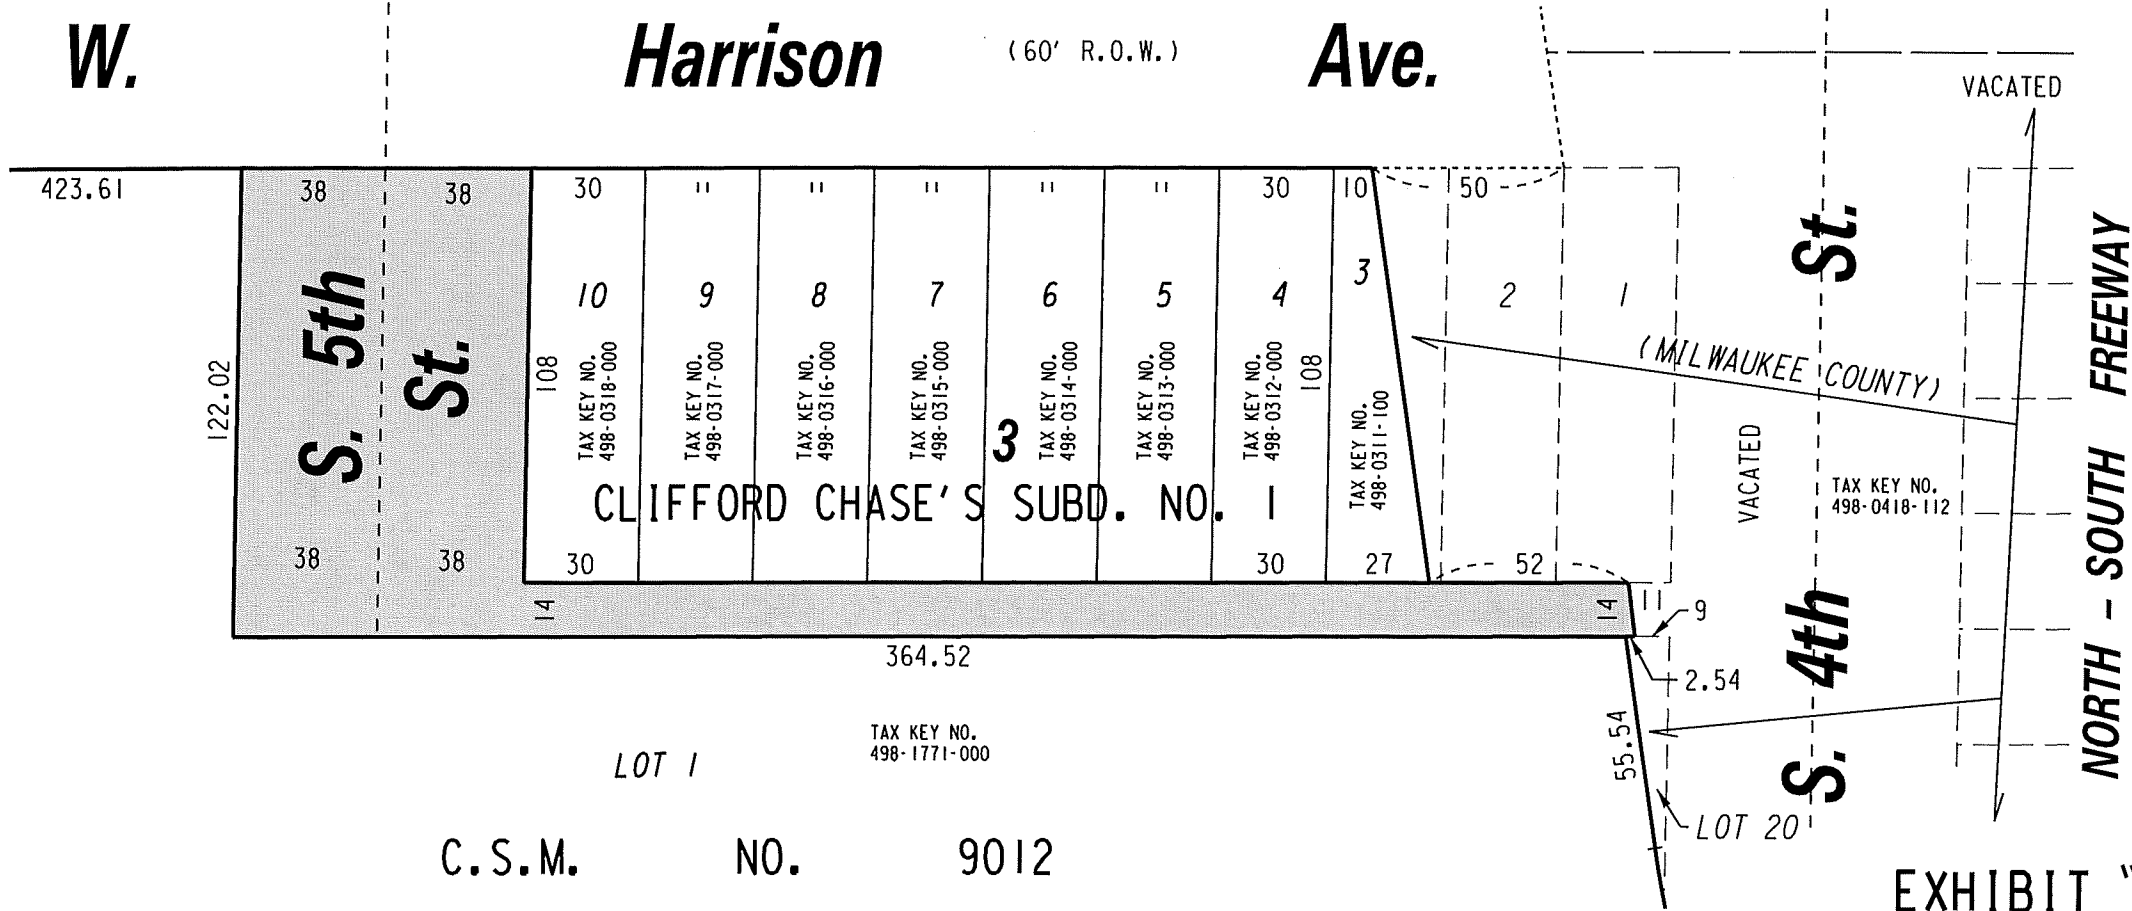 W. Harrison (60' R.O.W.) Ave.
VACATED
423.61
38
38
30
"
"
"
"
"
30
10
50
10
9
8
7
6
5
4
3
2
1
122.02
S. 5th St.
108
TAX KEY NO.
498-0318-000
TAX KEY NO.
498-0317-000
TAX KEY NO.
498-0316-000
TAX KEY NO.
498-0315-000
3
TAX KEY NO.
498-0314-000
TAX KEY NO.
498-0313-000
TAX KEY NO.
498-0312-000
108
TAX KEY NO.
498-0311-100
(MILWAUKEE COUNTY)
VACATED
TAX KEY NO.
498-0418-112
S. 4th St.
NORTH - SOUTH FREEWAY
CLIFFORD CHASE'S SUBD. NO. 1
38
38
30
30
27
52
14
14
11
9
364.52
2.54
55.54
LOT 1
TAX KEY NO.
498-1771-000
LOT 20
C.S.M. NO. 9012
EXHIBIT "